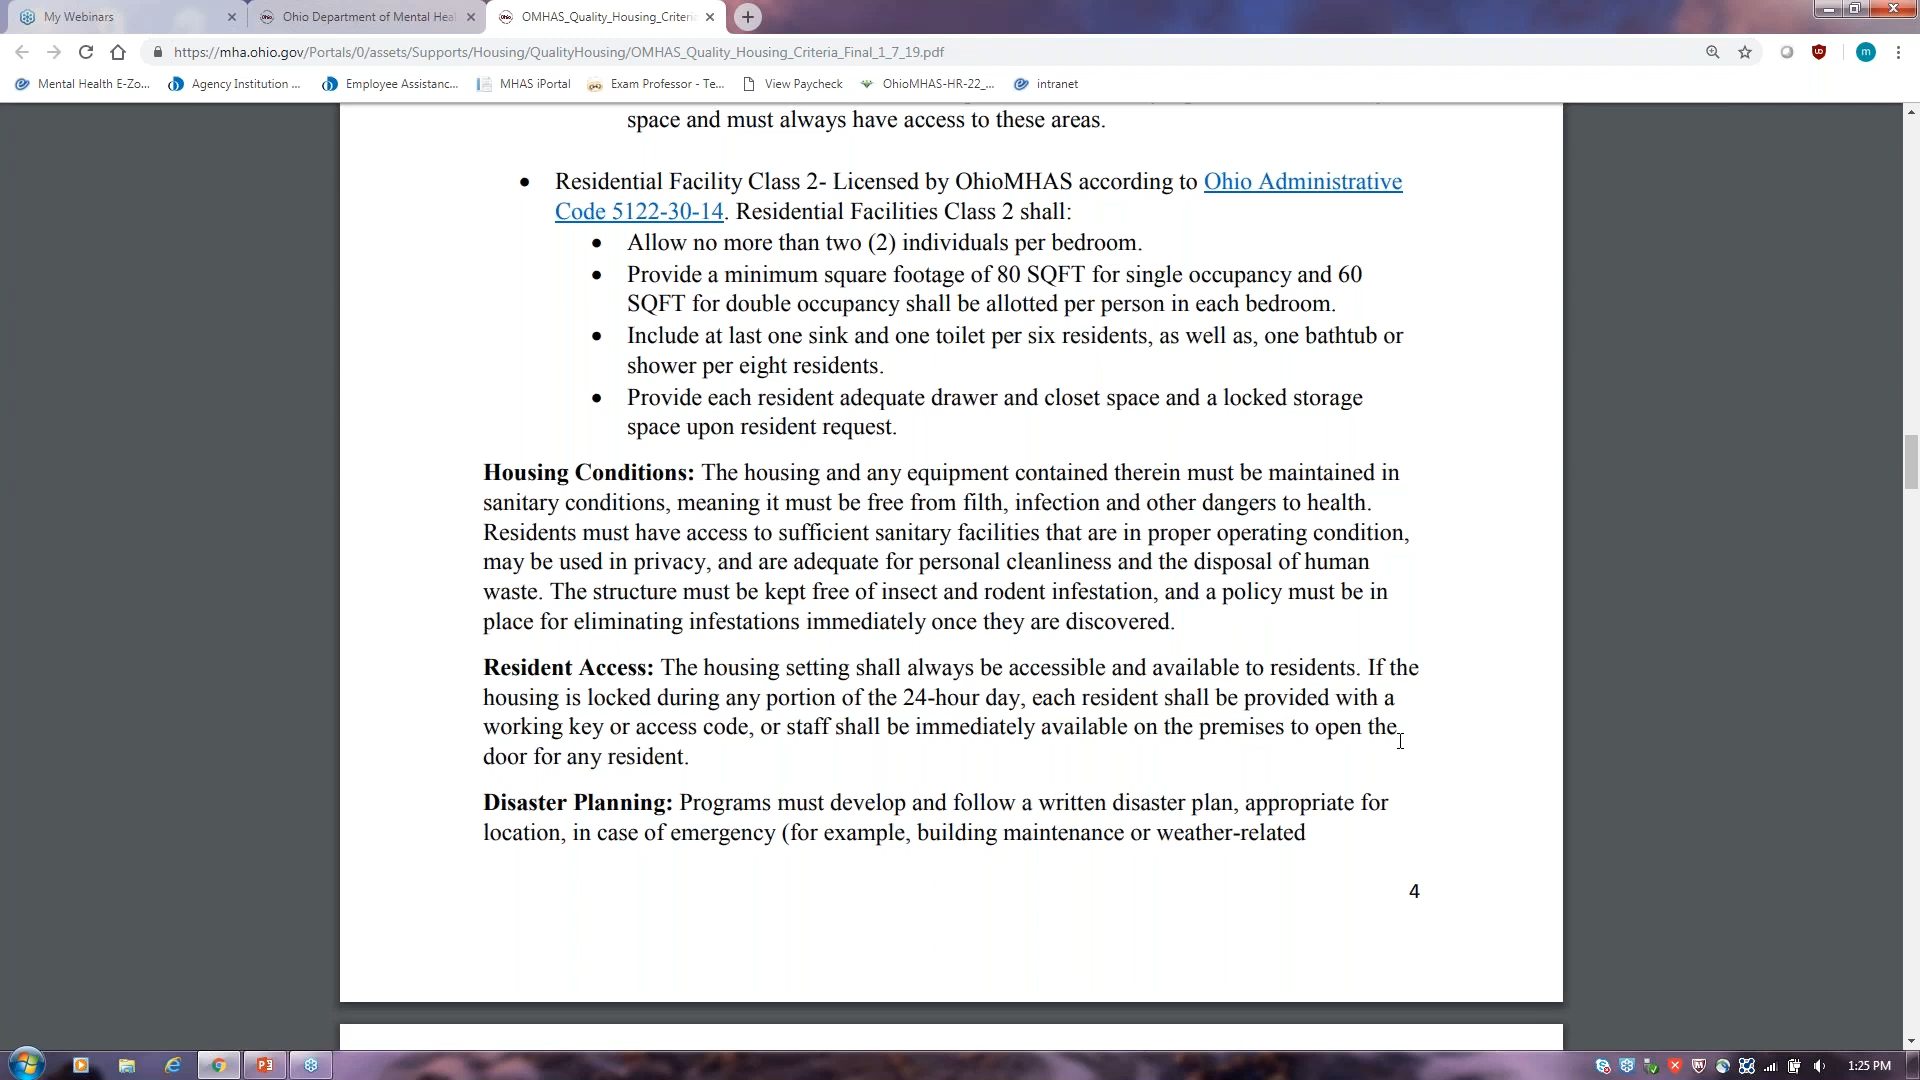 My Webinars
Ohio Department of Mental Hea
OMHAS_Quality_Housing_Criteria
https://mha.ohio.gov/Portals/0/assets/Supports/Housing/QualityHousing/OMHAS_Quality_Housing_Criteria_Final_1_7_19.pdf
m
Mental Health E-Zo...
Agency Institution ...
Employee Assistanc...
MHAS iPortal
Exam Professor - Te...
View Paycheck
OhioMHAS-HR-22_...
intranet
space and must always have access to these areas.
• Residential Facility Class 2- Licensed by OhioMHAS according to Ohio Administrative
Code 5122-30-14. Residential Facilities Class 2 shall:
• Allow no more than two (2) individuals per bedroom.
• Provide a minimum square footage of 80 SQFT for single occupancy and 60
SQFT for double occupancy shall be allotted per person in each bedroom.
• Include at last one sink and one toilet per six residents, as well as, one bathtub or
shower per eight residents.
• Provide each resident adequate drawer and closet space and a locked storage
space upon resident request.
Housing Conditions: The housing and any equipment contained therein must be maintained in
sanitary conditions, meaning it must be free from filth, infection and other dangers to health.
Residents must have access to sufficient sanitary facilities that are in proper operating condition,
may be used in privacy, and are adequate for personal cleanliness and the disposal of human
waste. The structure must be kept free of insect and rodent infestation, and a policy must be in
place for eliminating infestations immediately once they are discovered.
Resident Access: The housing setting shall always be accessible and available to residents. If the
housing is locked during any portion of the 24-hour day, each resident shall be provided with a
working key or access code, or staff shall be immediately available on the premises to open the
door for any resident.
Disaster Planning: Programs must develop and follow a written disaster plan, appropriate for
location, in case of emergency (for example, building maintenance or weather-related
4
1:25 PM